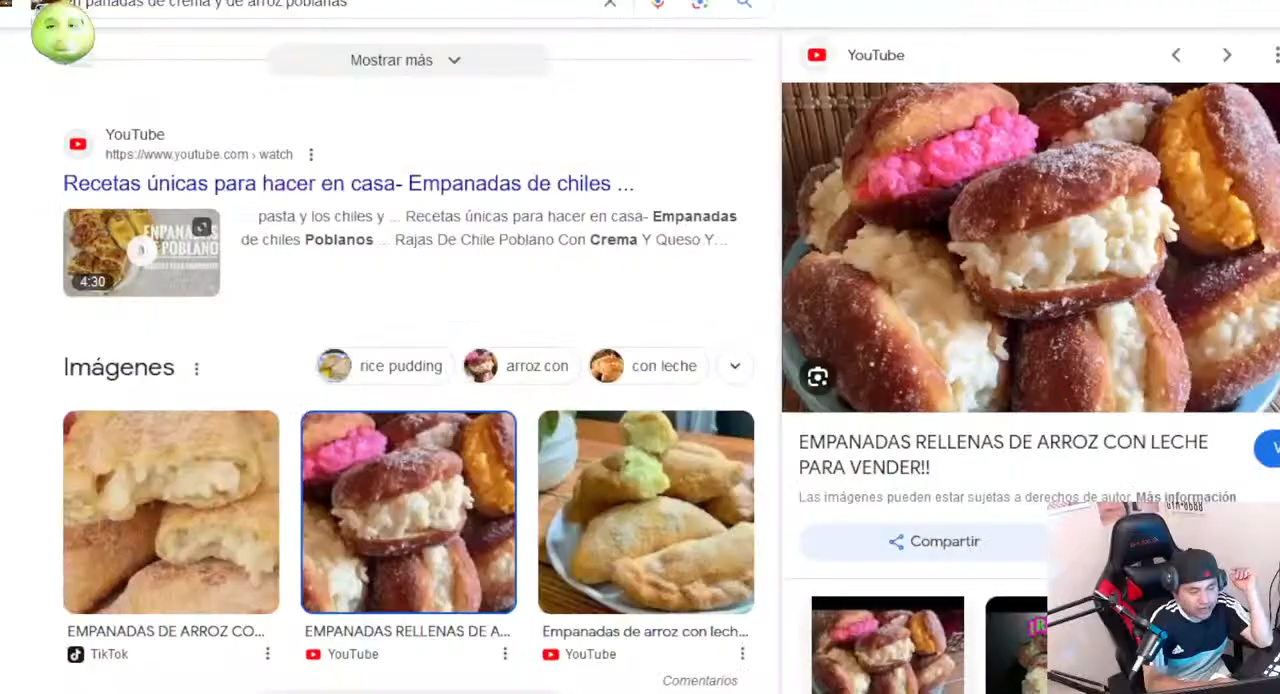 panadas de crema y de arroz poblanas
Mostrar más
YouTube
https://www.youtube.com › watch
Recetas únicas para hacer en casa- Empanadas de chiles ...
pasta y los chiles y ... Recetas únicas para hacer en casa- Empanadas
de chiles Poblanos ... Rajas De Chile Poblano Con Crema Y Queso Y...
4:30
Imágenes
rice pudding
arroz con
con leche
EMPANADAS DE ARROZ CO...
TikTok
EMPANADAS RELLENAS DE A...
YouTube
Empanadas de arroz con lech...
YouTube
Comentarios
YouTube
EMPANADAS RELLENAS DE ARROZ CON LECHE
PARA VENDER!!
Las imágenes pueden estar sujetas a derechos de autor. Más información
Compartir